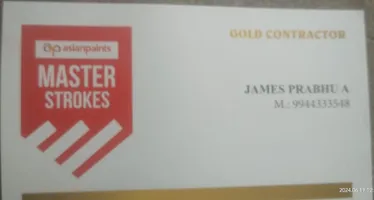 GOLD CONTRACTOR
asianpaints
MASTER
STROKES
JAMES PRABHU A
M.: 9944333548